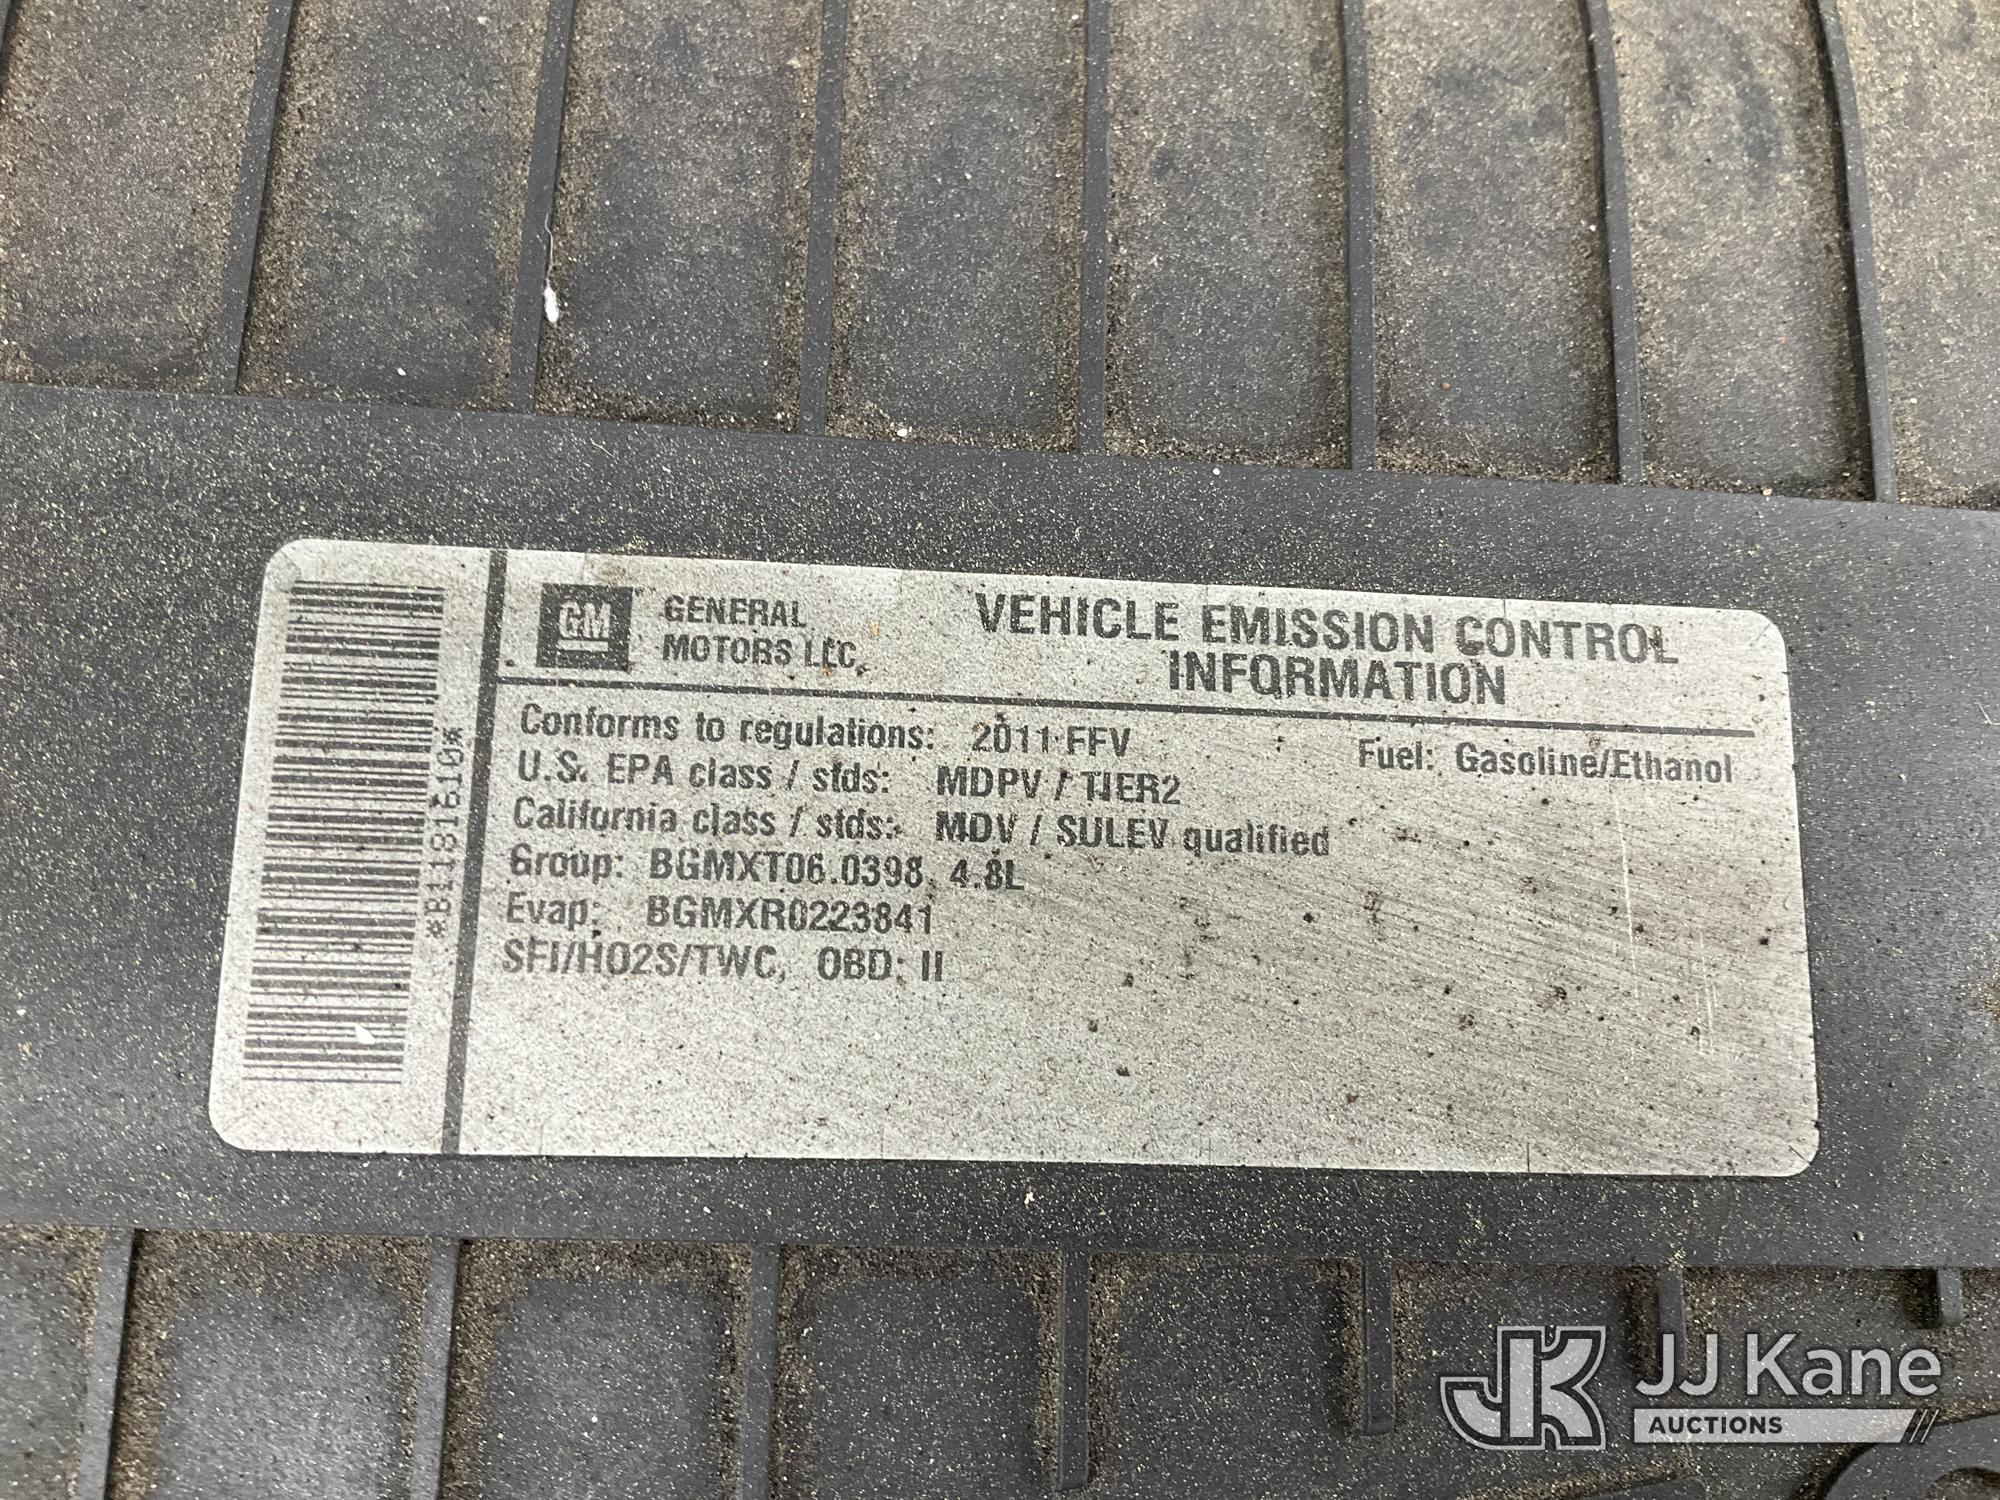 GM GENERAL
MOTORS LLC
VEHICLE EMISSION CONTROL
INFORMATION
Conforms to regulations: 2011 FFV
Fuel: Gasoline/Ethanol
U.S. EPA class / stds: MDPV / TIER2
California class / stds: MDV / SULEV qualified
Group: BGMXT06.0398, 4.8L
Evap: BGMXR0223841
SFI/HO2S/TWC, OBD: II
**B1181610**
JJ Kane
AUCTIONS